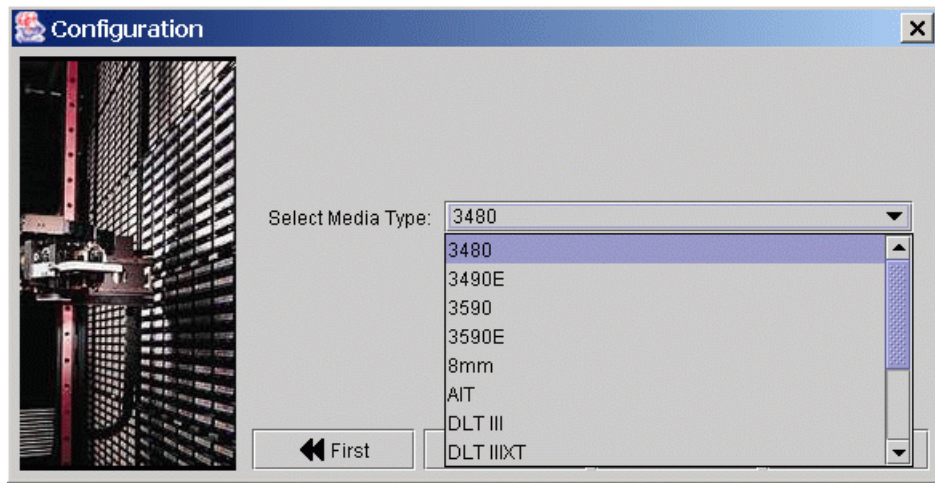 Configuration
Select Media Type: 3480
3480
3490E
3590
3590E
8mm
AIT
DLT III
DLT IIIXT
First